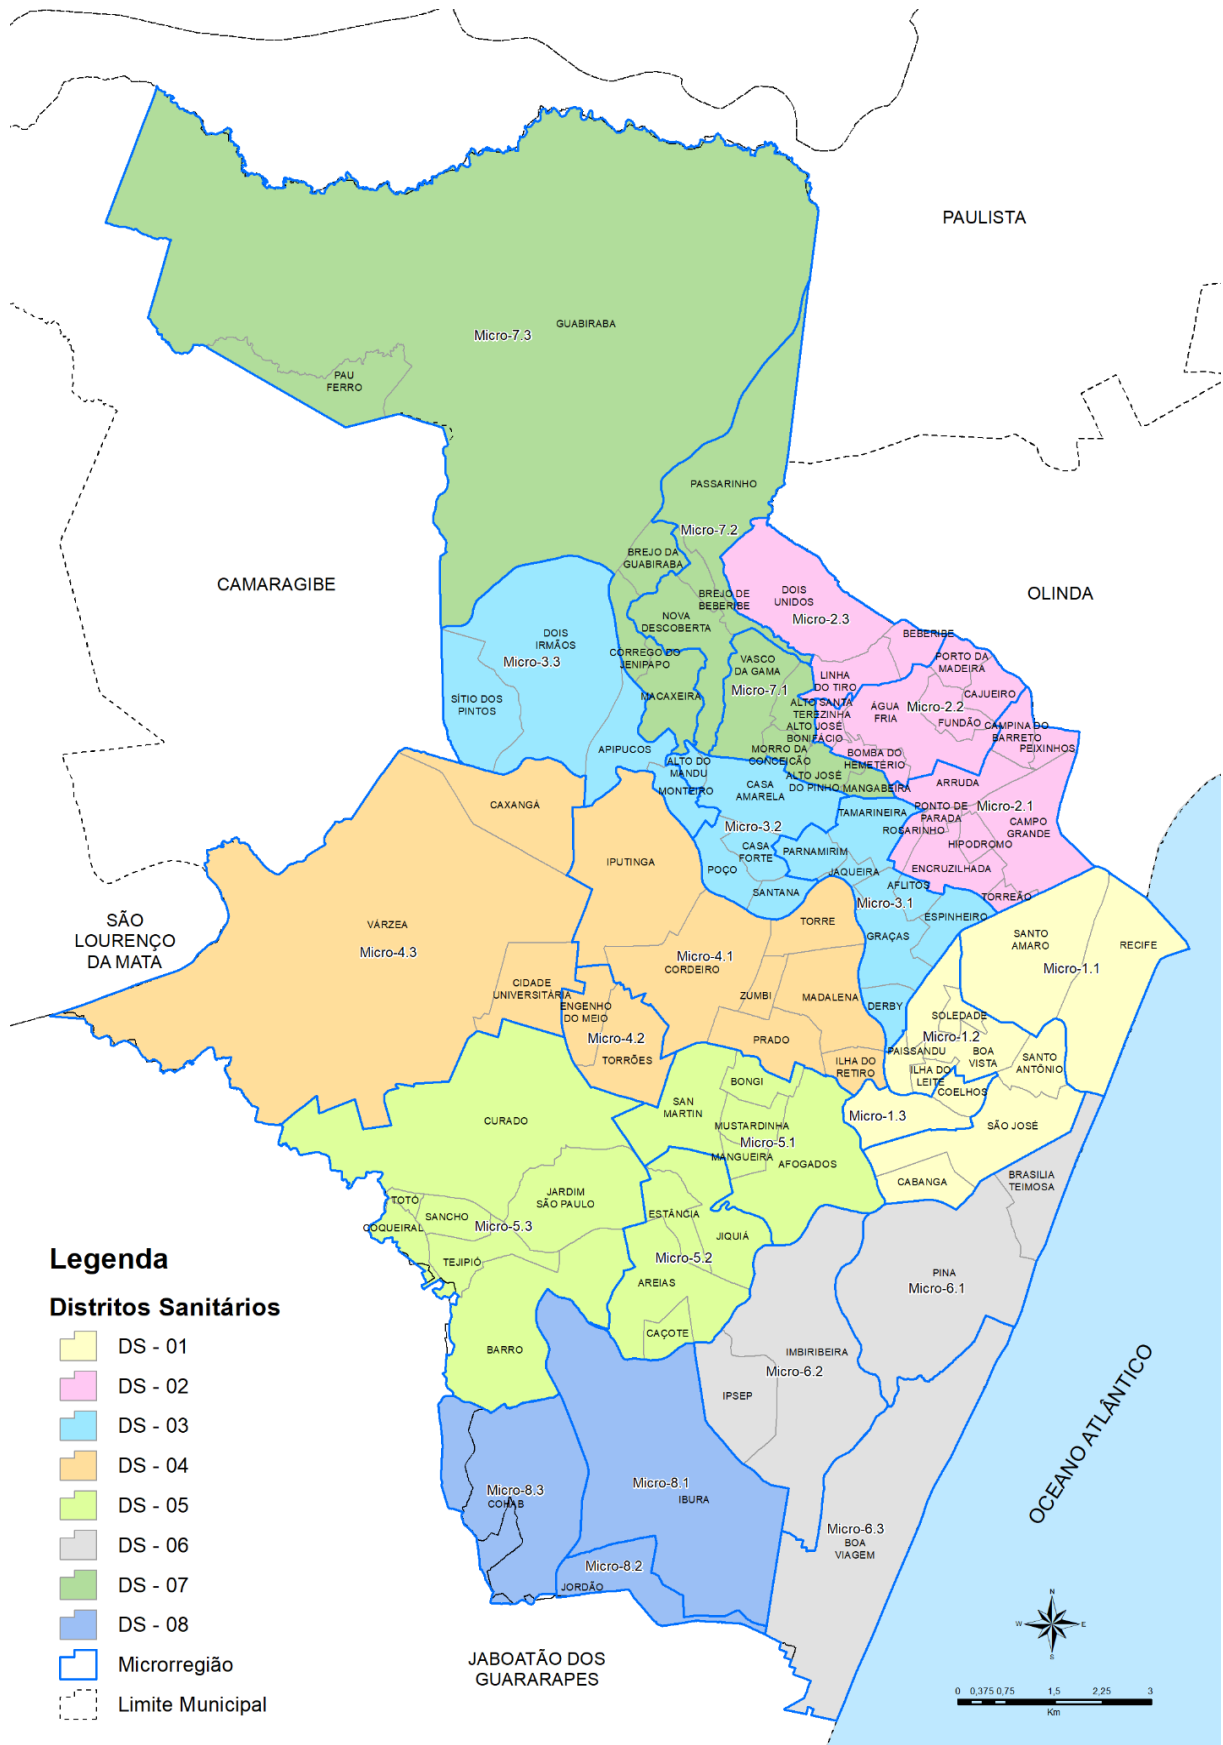 PAULISTA
GUABIRABA
Micro-7.3
PAU
FERRO
PASSARINHO
Micro-7.2
BREJO DA
GUABIRABA
CAMARAGIBE
OLINDA
DOIS
UNIDOS
BREJO DE
BEBERIBE
Micro-2.3
NOVA
DESCOBERTA
BEBERIBE
DOIS
IRMÃOS
Micro-3.3
CORREGO DO
JENIPAPO
VASCO
DA GAMA
PORTO DA
MADEIRA
LINHA
DO TIRO
Micro-7.1
MACAXEIRA
SÍTIO DOS
PINTOS
CAJUEIRO
ALTO SANTA
TEREZINHA
ÁGUA
FRIA
Micro-2.2
FUNDÃO
ALTO JOSÉ
BONIFÁCIO
CAMPINA DO
BARRETO
PEIXINHOS
APIPUCOS
MORRO DA
CONCEIÇÃO
BOMBA DO
HEMETÉRIO
ALTO DO
MANDU
ALTO JOSÉ
DO PINHO
MANGABEIRA
ARRUDA
MONTEIRO
CASA
AMARELA
CAXANGÁ
TAMARINEIRA
PONTO DE
PARADA
Micro-2.1
CAMPO
GRANDE
Micro-3.2
ROSARINHO
HIPODROMO
CASA
FORTE
PARNAMIRIM
IPUTINGA
POÇO
JAQUEIRA
ENCRUZILHADA
SANTANA
AFLITOS
TORREÃO
Micro-3.1
ESPINHEIRO
TORRE
SÃO
LOURENÇO
DA MATA
VÁRZEA
Micro-4.3
GRAÇAS
SANTO
AMARO
RECIFE
Micro-4.1
CORDEIRO
Micro-1.1
CIDADE
UNIVERSITÁRIA
ZUMBI
MADALENA
DERBY
ENGENHO
DO MEIO
SOLEDADE
Micro-4.2
PRADO
Micro-1.2
PAISSANDU
BOA
VISTA
SANTO
ANTÔNIO
TORRÕES
ILHA DO
RETIRO
ILHA DO
LEITE
COELHOS
BONGI
SAN
MARTIN
Micro-1.3
CURADO
MUSTARDINHA
SÃO JOSÉ
Micro-5.1
MANGUEIRA
AFOGADOS
CABANGA
BRASILIA
TEIMOSA
JARDIM
SÃO PAULO
TOTÓ
SANCHO
ESTÂNCIA
COQUEIRAL
Micro-5.3
JIQUIÁ
TEJIPIÓ
Micro-5.2
AREIAS
PINA
Micro-6.1
CAÇOTE
BARRO
IMBIRIBEIRA
Micro-6.2
IPSEP
OCEANO ATLÂNTICO
Micro-8.3
COHAB
Micro-8.1
IBURA
Micro-6.3
BOA
VIAGEM
Micro-8.2
JORDÃO
JABOATÃO DOS
GUARARAPES
Legenda
Distritos Sanitários
DS - 01
DS - 02
DS - 03
DS - 04
DS - 05
DS - 06
DS - 07
DS - 08
Microrregião
Limite Municipal
N
W
E
S
0 0,375 0,75 1,5 2,25 3
Km